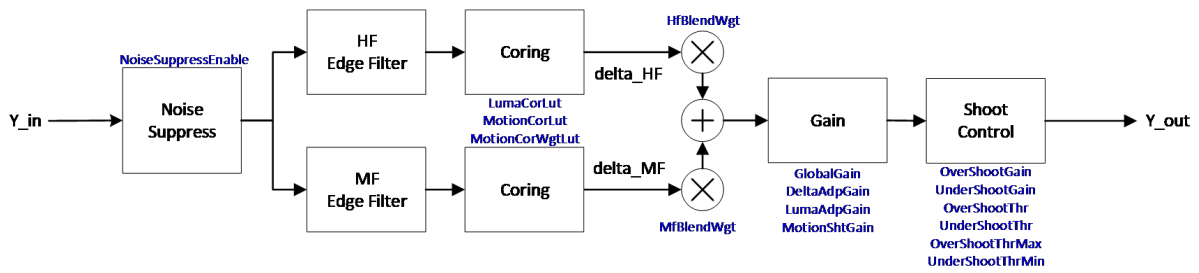 NoiseSuppressEnable
Y_in
Noise
Suppress
HF
Edge Filter
Coring
delta_HF
HfBlendWgt
LumaCorLut
MotionCorLut
MotionCorWgtLut
MF
Edge Filter
Coring
delta_MF
MfBlendWgt
Gain
GlobalGain
DeltaAdpGain
LumaAdpGain
MotionShtGain
Shoot
Control
OverShootGain
UnderShootGain
OverShootThr
UnderShootThr
OverShootThrMax
UnderShootThrMin
Y_out